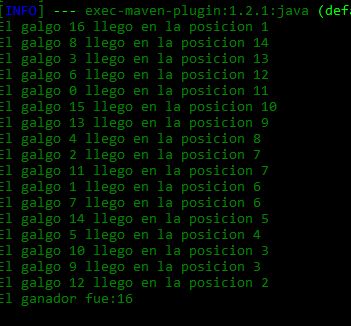 [INFO] --- exec-maven-plugin:1.2.1:java (defa
El galgo 16 llego en la posicion 1
El galgo 8 llego en la posicion 14
El galgo 3 llego en la posicion 13
El galgo 6 llego en la posicion 12
El galgo 0 llego en la posicion 11
El galgo 15 llego en la posicion 10
El galgo 13 llego en la posicion 9
El galgo 4 llego en la posicion 8
El galgo 2 llego en la posicion 7
El galgo 11 llego en la posicion 7
El galgo 1 llego en la posicion 6
El galgo 7 llego en la posicion 6
El galgo 14 llego en la posicion 5
El galgo 5 llego en la posicion 4
El galgo 10 llego en la posicion 3
El galgo 9 llego en la posicion 3
El galgo 12 llego en la posicion 2
El ganador fue:16